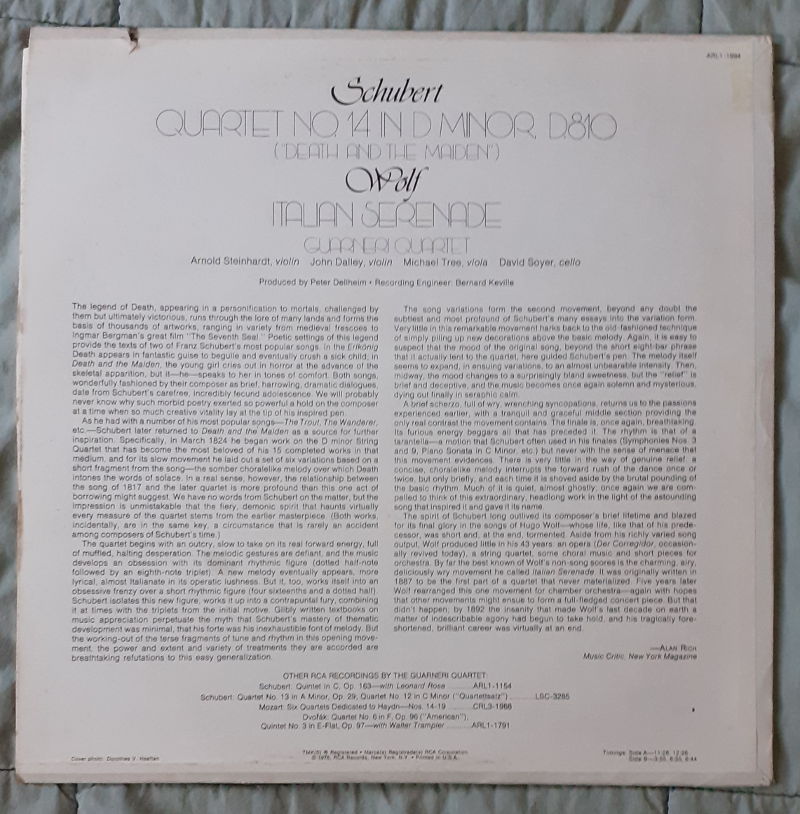 ARL1-1994
Schubert
QUARTET NO. 14 IN D MINOR, D.810
("DEATH AND THE MAIDEN")
Wolf
ITALIAN SERENADE
GUARNERI QUARTET
Arnold Steinhardt, violin John Dalley, violin Michael Tree, viola David Soyer, cello
Produced by Peter Dellheim • Recording Engineer: Bernard Keville
The legend of Death, appearing in a personification to mortals, challenged by
them but ultimately victorious, runs through the lore of many lands and forms the
basis of thousands of artworks, ranging in variety from medieval frescoes to
Ingmar Bergman's great film "The Seventh Seal." Poetic settings of this legend
provide the texts of two of Franz Schubert's most popular songs. In the Erlkönig
Death appears in fantastic guise to beguile and eventually crush a sick child; in
Death and the Maiden, the young girl cries out in horror at the advance of the
skeletal apparition, but it—he—speaks to her in tones of comfort. Both songs,
wonderfully fashioned by their composer as brief, harrowing, dramatic dialogues,
date from Schubert's carefree, incredibly fecund adolescence. We will probably
never know why such morbid poetry exerted so powerful a hold on the composer
at a time when so much creative vitality lay at the tip of his inspired pen.
As he had with a number of his most popular songs—The Trout, The Wanderer,
etc.—Schubert later returned to Death and the Maiden as a source for further
inspiration. Specifically, in March 1824 he began work on the D minor String
Quartet that has become the most beloved of his 15 completed works in that
medium, and for its slow movement he laid out a set of six variations based on a
short fragment from the song—the somber choralelike melody over which Death
intones the words of solace. In a real sense, however, the relationship between
the song of 1817 and the later quartet is more profound than this one act of
borrowing might suggest. We have no words from Schubert on the matter, but the
impression is unmistakable that the fiery, demonic spirit that haunts virtually
every measure of the quartet stems from the earlier masterpiece. (Both works,
incidentally, are in the same key, a circumstance that is rarely an accident
among composers of Schubert's time.)
The quartet begins with an outcry, slow to take on its real forward energy, full
of muffled, halting desperation. The melodic gestures are defiant, and the music
develops an obsession with its dominant rhythmic figure (dotted half-note
followed by an eighth-note triplet). A new melody eventually appears, more
lyrical, almost Italianate in its operatic lushness. But it, too, works itself into an
obsessive frenzy over a short rhythmic figure (four sixteenths and a dotted half).
Schubert isolates this new figure, works it up into a contrapuntal fury, combining
it at times with the triplets from the initial motive. Glibly written textbooks on
music appreciation perpetuate the myth that Schubert's mastery of thematic
development was minimal, that his forte was his inexhaustible font of melody. But
the working-out of the terse fragments of tune and rhythm in this opening move-
ment, the power and extent and variety of treatments they are accorded are
breathtaking refutations to this easy generalization.
The song variations form the second movement, beyond any doubt the
subtlest and most profound of Schubert's many essays into the variation form.
Very little in this remarkable movement harks back to the old-fashioned technique
of simply piling up new decorations above the basic melody. Again, it is easy to
suspect that the mood of the original song, beyond the short eight-bar phrase
that it actually lent to the quartet, here guided Schubert's pen. The melody itself
seems to expand, in ensuing variations, to an almost unbearable intensity. Then,
midway, the mood changes to a surprisingly bland sweetness, but the "relief" is
brief and deceptive, and the music becomes once again solemn and mysterious,
dying out finally in seraphic calm.
A brief scherzo, full of wry, wrenching syncopations, returns us to the passions
experienced earlier, with a tranquil and graceful middle section providing the
only real contrast the movement contains. The finale is, once again, breathtaking.
Its furious energy beggars all that has preceded it. The rhythm is that of a
tarantella—a motion that Schubert often used in his finales (Symphonies Nos. 3
and 9, Piano Sonata in C Minor, etc.) but never with the sense of menace that
this movement evidences. There is very little in the way of genuine relief: a
concise, choralelike melody interrupts the forward rush of the dance once or
twice, but only briefly, and each time it is shoved aside by the brutal pounding of
the basic rhythm. Much of it is quiet, almost ghostly; once again we are com-
pelled to think of this extraordinary, headlong work in the light of the astounding
song that inspired it and gave it its name.
The spirit of Schubert long outlived its composer's brief lifetime and blazed
for its final glory in the songs of Hugo Wolf—whose life, like that of his prede-
cessor, was short and, at the end, tormented. Aside from his richly varied song
output, Wolf produced little in his 43 years: an opera (Der Corregidor, occasion-
ally revived today), a string quartet, some choral music and short pieces for
orchestra. By far the best known of Wolf's non-song scores is the charming, airy,
deliciously wry movement he called Italian Serenade. It was originally written in
1887 to be the first part of a quartet that never materialized. Five years later
Wolf rearranged this one movement for chamber orchestra—again with hopes
that other movements might ensue to form a full-fledged concert piece. But that
didn't happen; by 1892 the insanity that made Wolf's last decade on earth a
matter of indescribable agony had begun to take hold, and his tragically fore-
shortened, brilliant career was virtually at an end.
—ALAN RICH
Music Critic, New York Magazine
OTHER RCA RECORDINGS BY THE GUARNERI QUARTET:
Schubert: Quintet in C, Op. 163—with Leonard Rose ..........ARL1-1154
Schubert: Quartet No. 13 in A Minor, Op. 29; Quartet No. 12 in C Minor ("Quartettsatz") ..........LSC-3285
Mozart: Six Quartets Dedicated to Haydn—Nos. 14-19 ..........CRL3-1988
Dvořák: Quartet No. 6 in F, Op. 96 ("American");
Quintet No. 3 in E-Flat, Op. 97—with Walter Trampler ..........ARL1-1791
Cover photo: Dorothea V. Haeften
TMK(S) ® Registered • Marca(s) Registrada(s) RCA Corporation
© 1976, RCA Records, New York, N.Y. • Printed in U.S.A.
Timings: Side A—11:26, 12:26
Side B—3:55, 6:35, 6:44